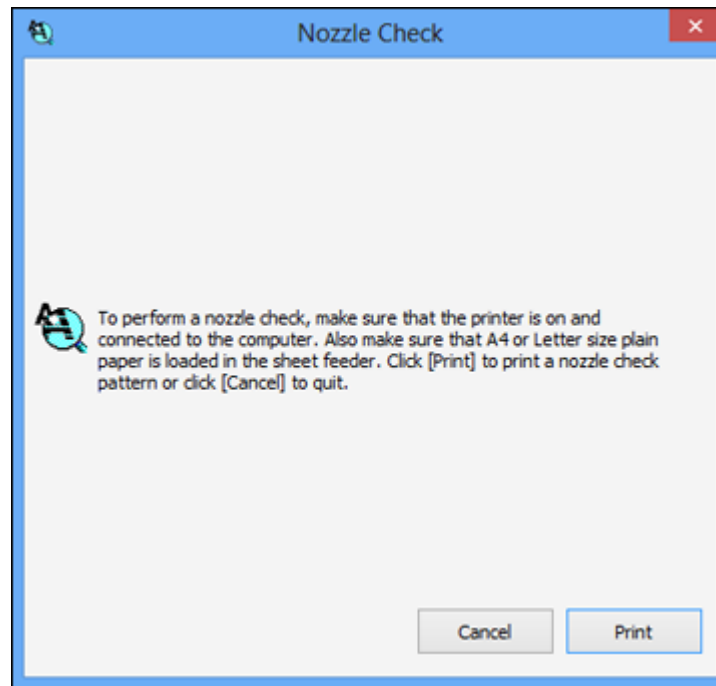 Nozzle Check
To perform a nozzle check, make sure that the printer is on and
connected to the computer. Also make sure that A4 or Letter size plain
paper is loaded in the sheet feeder. Click [Print] to print a nozzle check
pattern or click [Cancel] to quit.
Cancel Print